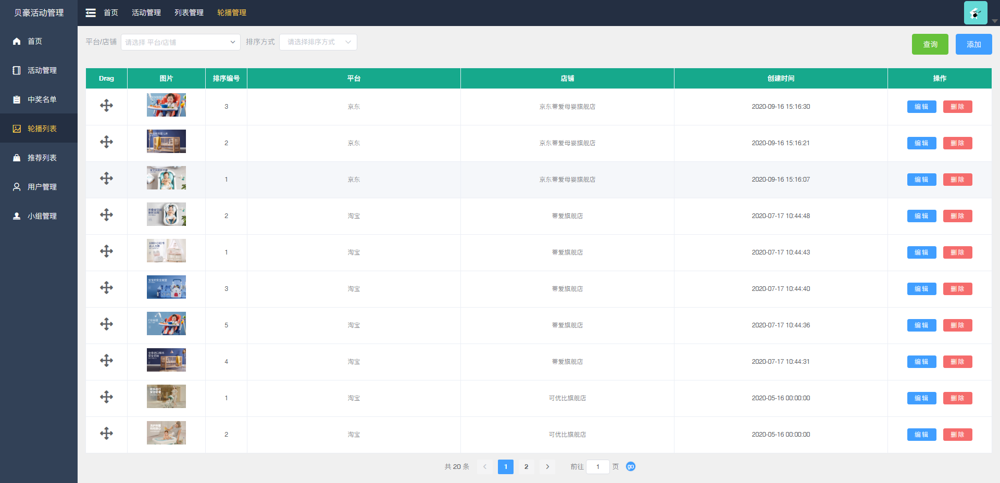 贝豪活动管理
首页 活动管理 列表管理 轮播管理
首页
活动管理
中奖名单
轮播列表
推荐列表
用户管理
小组管理
平台/店铺 请选择 平台/店铺 排序方式 请选择排序方式 查询 添加
Drag 图片 排序编号 平台 店铺 创建时间 操作
3 京东 京东蒂爱母婴旗舰店 2020-09-16 15:16:30 编辑 删除
2 京东 京东蒂爱母婴旗舰店 2020-09-16 15:16:21 编辑 删除
1 京东 京东蒂爱母婴旗舰店 2020-09-16 15:16:07 编辑 删除
2 淘宝 蒂爱旗舰店 2020-07-17 10:44:48 编辑 删除
1000+小红书
达人力荐
1 淘宝 蒂爱旗舰店 2020-07-17 10:44:43 编辑 删除
宝宝的安全城堡
3 淘宝 蒂爱旗舰店 2020-07-17 10:44:40 编辑 删除
5 淘宝 蒂爱旗舰店 2020-07-17 10:44:36 编辑 删除
4 淘宝 蒂爱旗舰店 2020-07-17 10:44:31 编辑 删除
1 淘宝 可优比旗舰店 2020-05-16 00:00:00 编辑 删除
2 淘宝 可优比旗舰店 2020-05-16 00:00:00 编辑 删除
共 20 条 1 2 前往 1 页 go